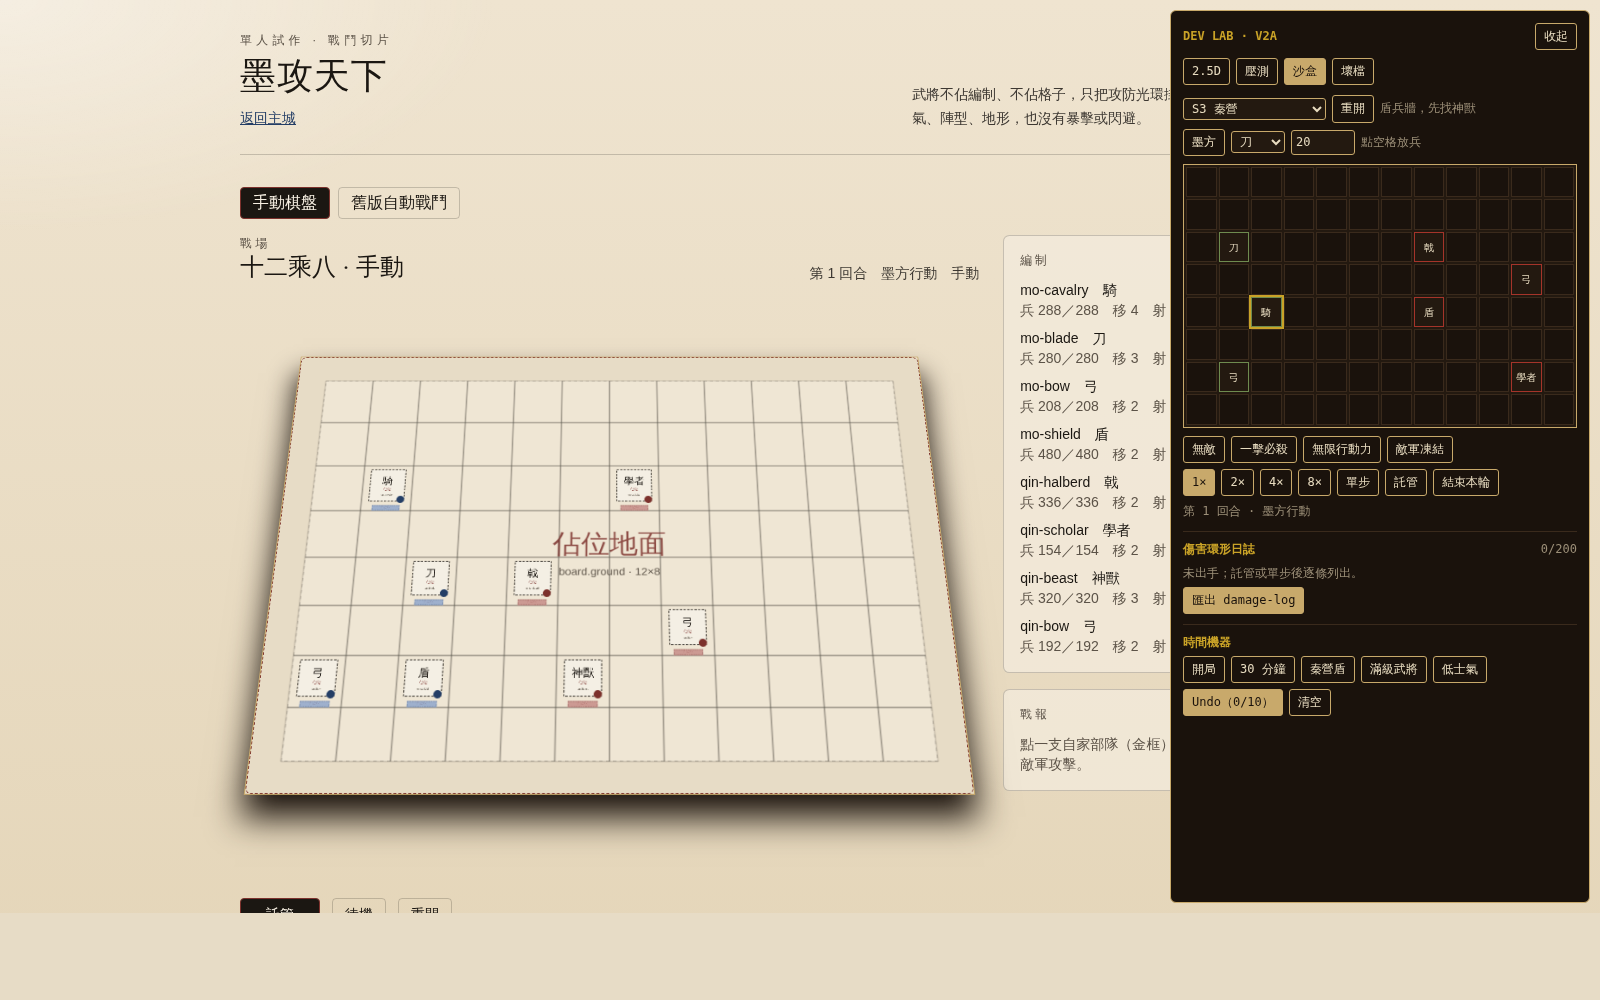 單人試作 · 戰鬥切片
墨攻天下
返回主城
武將不佔編制、不佔格子，只把攻防光環
氣、陣型、地形，也沒有暴擊或閃避。
手動棋盤 舊版自動戰鬥
戰場
十二乘八 · 手動
第 1 回合 墨方行動 手動
騎
學者
佔位地面
board.ground · 12×8
刀
戟
弓
弓
盾
神獸
託管 待機 重開
編制
mo-cavalry 騎
兵 288／288 移 4 射
mo-blade 刀
兵 280／280 移 3 射
mo-bow 弓
兵 208／208 移 2 射
mo-shield 盾
兵 480／480 移 2 射
qin-halberd 戟
兵 336／336 移 2 射
qin-scholar 學者
兵 154／154 移 2 射
qin-beast 神獸
兵 320／320 移 3 射
qin-bow 弓
兵 192／192 移 2 射
戰報
點一支自家部隊（金框）
敵軍攻擊。
DEV LAB · V2A 收起
2.5D 壓測 沙盒 壞檔
S3 秦營 重開 盾兵牆，先找神獸
墨方 刀 20 點空格放兵
刀 戟
弓
騎 盾
弓 學者
無敵 一擊必殺 無限行動力 敵軍凍結
1× 2× 4× 8× 單步 託管 結束本輪
第 1 回合 · 墨方行動
傷害環形日誌 0/200
未出手；託管或單步後逐條列出。
匯出 damage-log
時間機器
開局 30 分鐘 秦營盾 滿級武將 低士氣
Undo（0/10） 清空